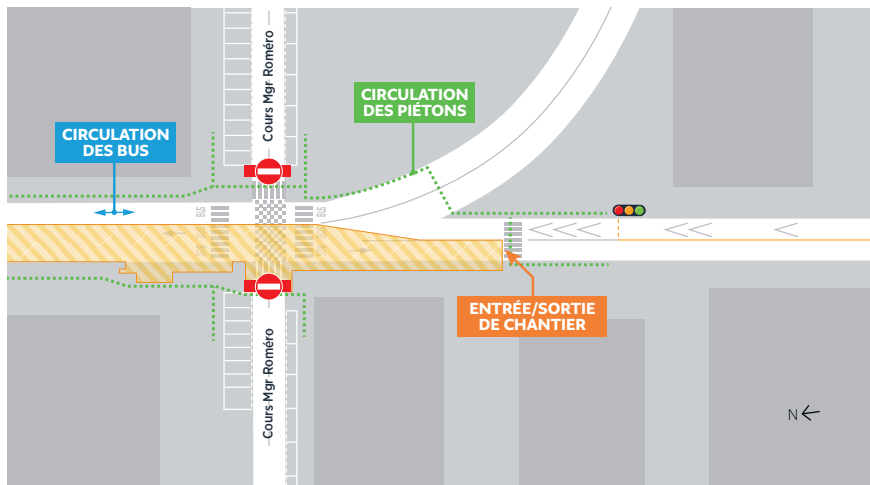 Cours Mgr Roméro
CIRCULATION
DES PIÉTONS
CIRCULATION
DES BUS
BUS
BUS
ENTRÉE/SORTIE
DE CHANTIER
Cours Mgr Roméro
N